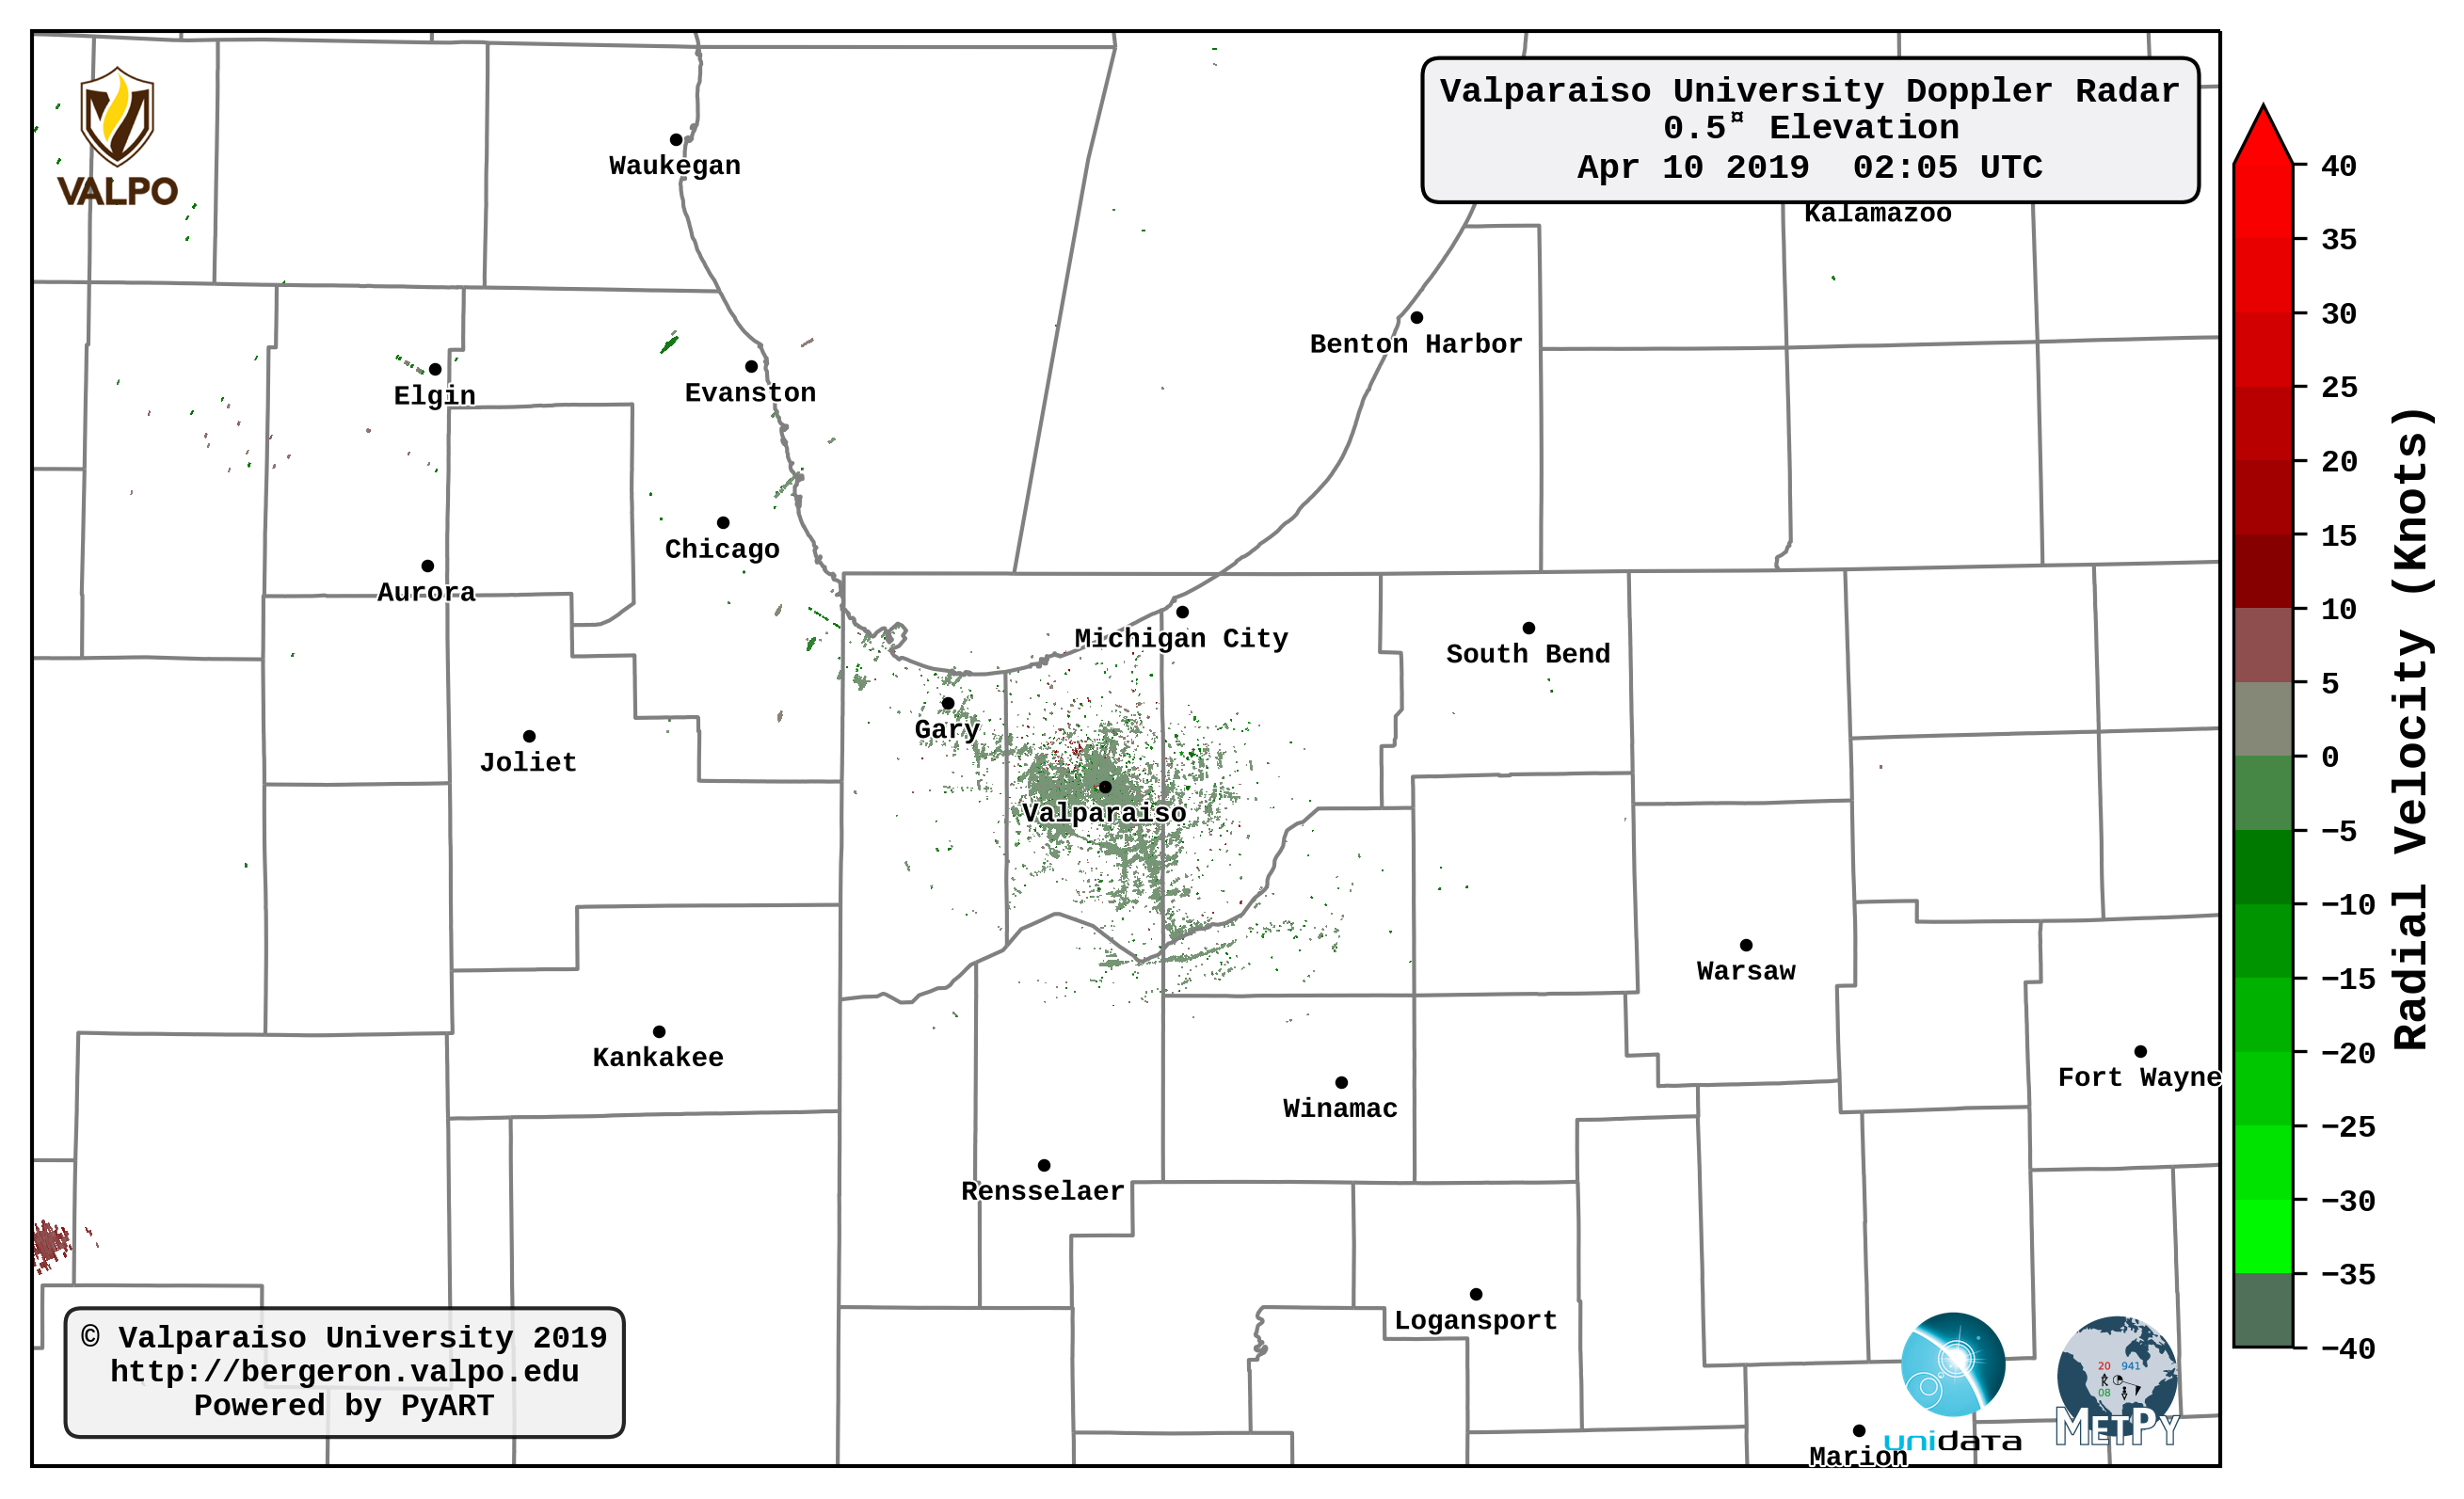 Valparaiso University Doppler Radar
0.5¤ Elevation
Apr 10 2019  02:05 UTC
VALPO
Waukegan
Kalamazoo
Benton Harbor
Elgin
Evanston
Chicago
Aurora
Michigan City
South Bend
Gary
Joliet
Valparaiso
Warsaw
Kankakee
Fort Wayne
Winamac
Rensselaer
Logansport
Marion
© Valparaiso University 2019
http://bergeron.valpo.edu
Powered by PyART
unidata
20 941
08
METPY
40
35
30
25
20
15
10
5
0
−5
−10
−15
−20
−25
−30
−35
−40
Radial Velocity (Knots)